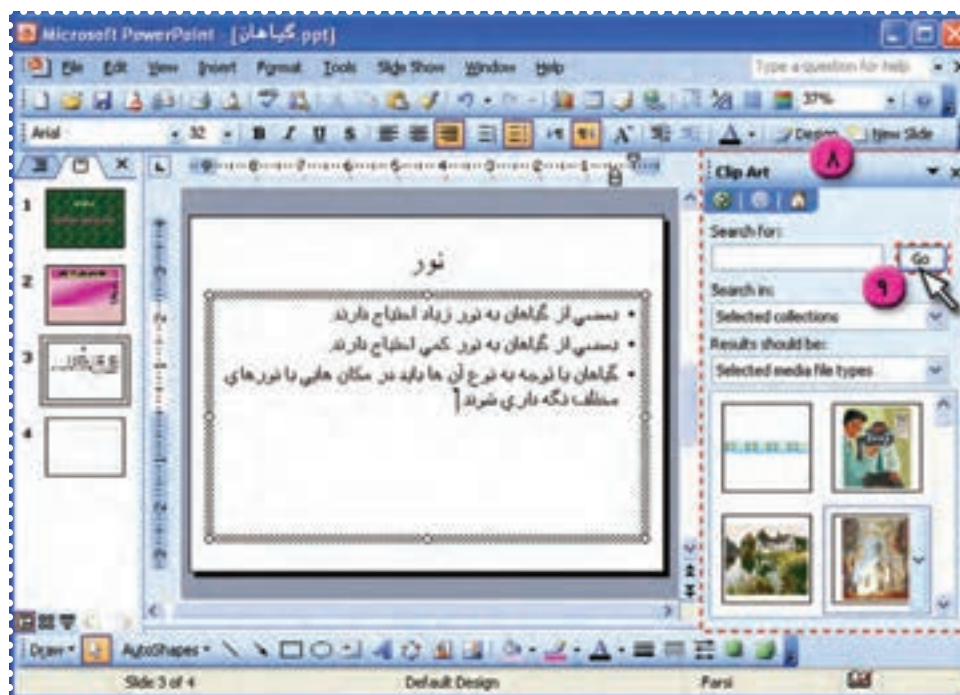 Microsoft PowerPoint - [گیاهان.ppt]
File Edit View Insert Format Tools Slide Show Window Help
Type a question for help
37%
Arial 32 B I U S Design New Slide
Clip Art
۸
Search for:
Go
۹
Search in:
Selected collections
Results should be:
Selected media file types
1
2
3
4
نور
• بعضی از گیاهان به نور زیاد احتیاج دارند
• بعضی از گیاهان به نور کمی احتیاج دارند
• گیاهان با توجه به نوع آن ها باید در مکان هایی با نورهای
مختلف نگه داری شوند
Draw AutoShapes
Slide 3 of 4 Default Design Farsi